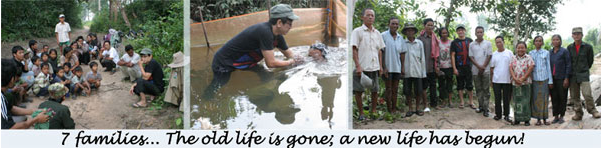 7 families... The old life is gone; a new life has begun!